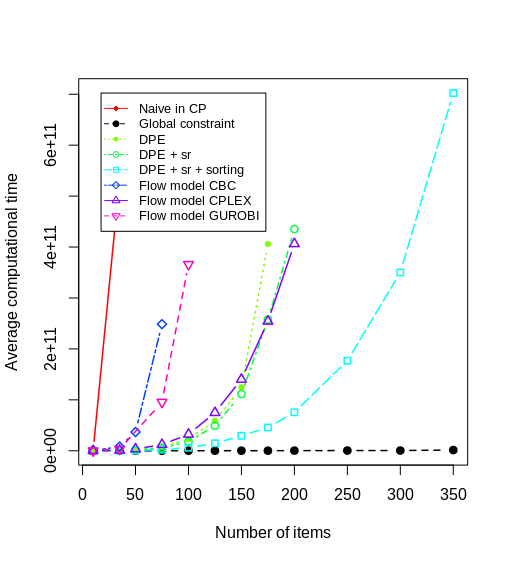 Naive in CP
Global constraint
DPE
DPE + sr
DPE + sr + sorting
Flow model CBC
Flow model CPLEX
Flow model GUROBI
Average computational time
0e+00
2e+11
4e+11
6e+11
0 50 100 150 200 250 300 350
Number of items